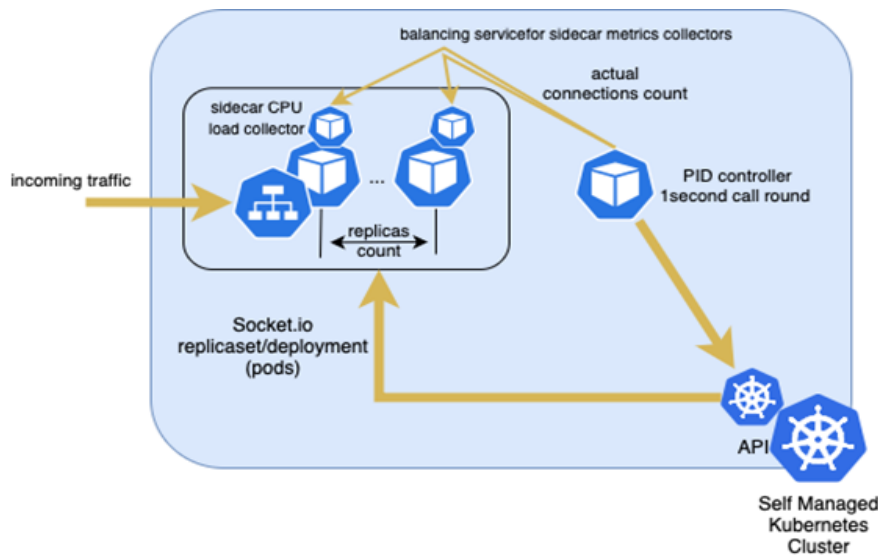 balancing servicefor sidecar metrics collectors
actual
connections count
sidecar CPU
load collector
incoming traffic
...
PID controller
1second call round
replicas
count
Socket.io
replicaset/deployment
(pods)
API
Self Managed
Kubernetes
Cluster